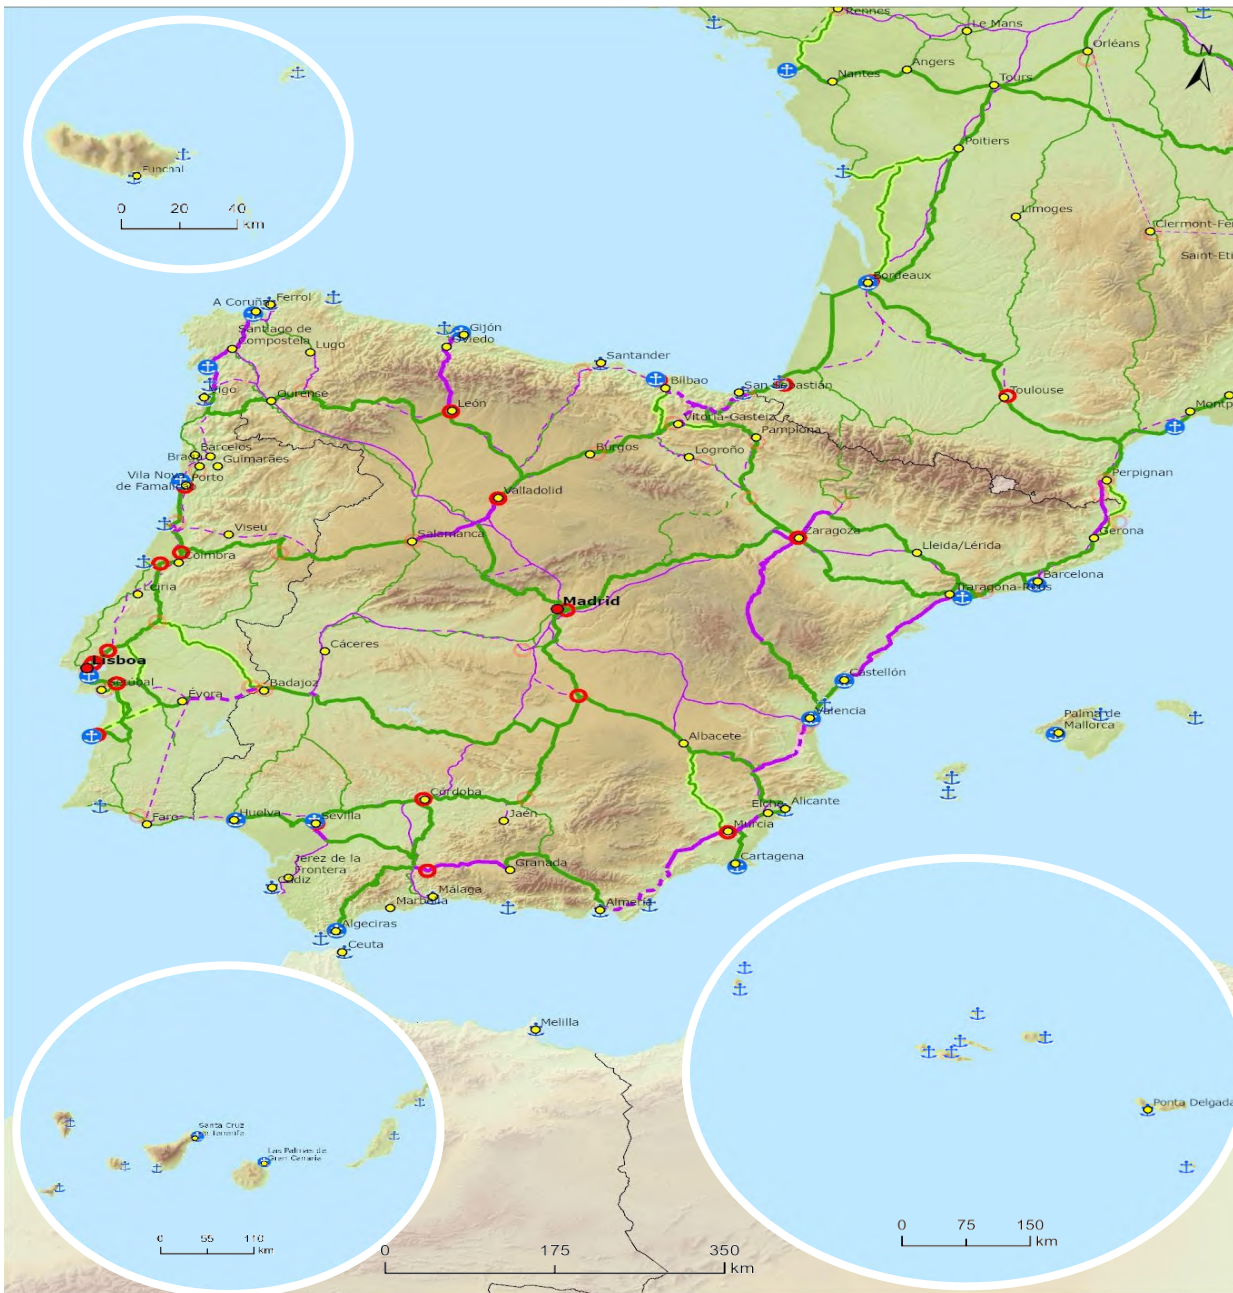 Rennes
Le Mans
Orléans
N
Angers
Nantes
Tours
Poitiers
Funchal
0 20 40
km
Limoges
Clermont-Fe
Saint-Eti
Bordeaux
A Coruñ
Ferrol
Santiago de
Compostela
Lugo
Gijón
Oviedo
Santander
Bilbao
San Sebastián
Toulouse
Montp
Vigo
Ourense
León
Vitoria-Gasteiz
Pamplona
Burgos
Logroño
Barcelos
Braga
Guimarães
Vila Nova
de Famali
Porto
Perpignan
Valladolid
Viseu
Salamanca
Zaragoza
Lleida/Lérida
Gerona
Coimbra
Leiria
Barcelona
Tarragona-Reus
Madrid
Lisboa
Cáceres
Setúbal
Évora
Badajoz
Castellón
Valencia
Palma de
Mallorca
Albacete
Córdoba
Elche
Alicante
Faro
Huelva
Sevilla
Jaén
Murcia
Jerez de la
Frontera
Granada
Cartagena
Cádiz
Málaga
Marbella
Almería
Algeciras
Ceuta
Melilla
Santa Cruz
de Tenerife
Las Palmas de
Gran Canaria
0 55 110
km
Ponta Delgada
0 75 150
km
0 175 350
km